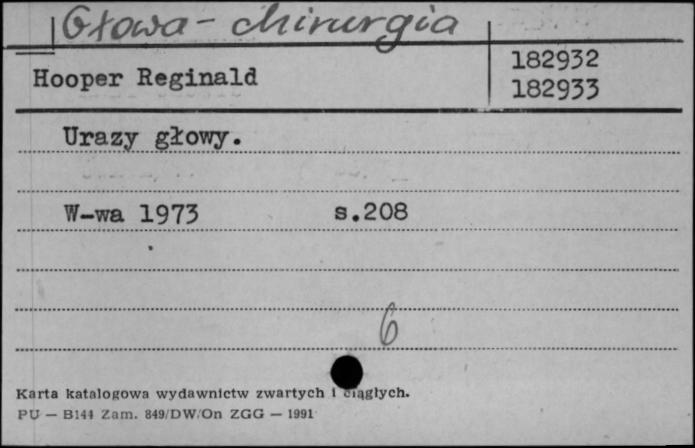 Głowa - chirurgia
Hooper Reginald
182932
182933
Urazy głowy.
W-wa 1973 s.208
6
Karta katalogowa wydawnictw zwartych i ciągłych.
PU — B144 Zam. 849/DW/On ZGG — 1991